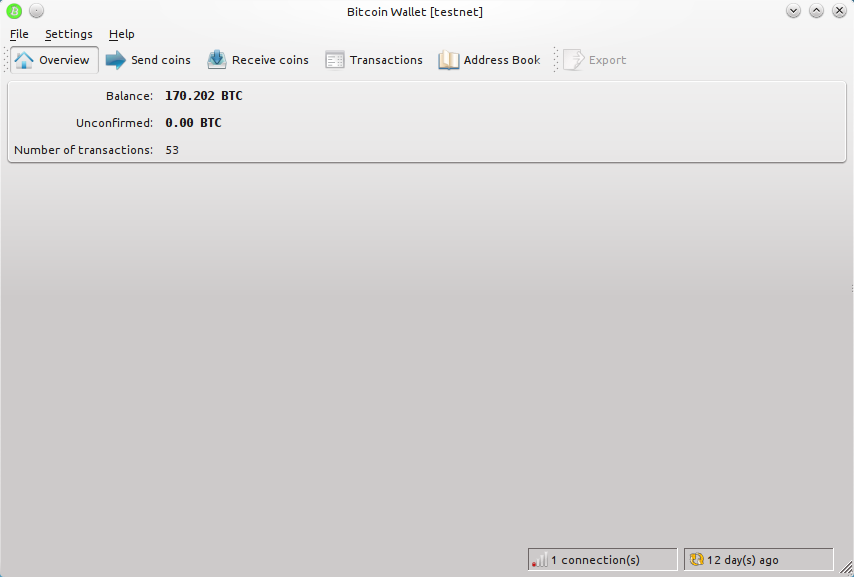 Bitcoin Wallet [testnet]
File Settings Help
Overview Send coins Receive coins Transactions Address Book Export
Balance: 170.202 BTC
Unconfirmed: 0.00 BTC
Number of transactions: 53
1 connection(s) 12 day(s) ago